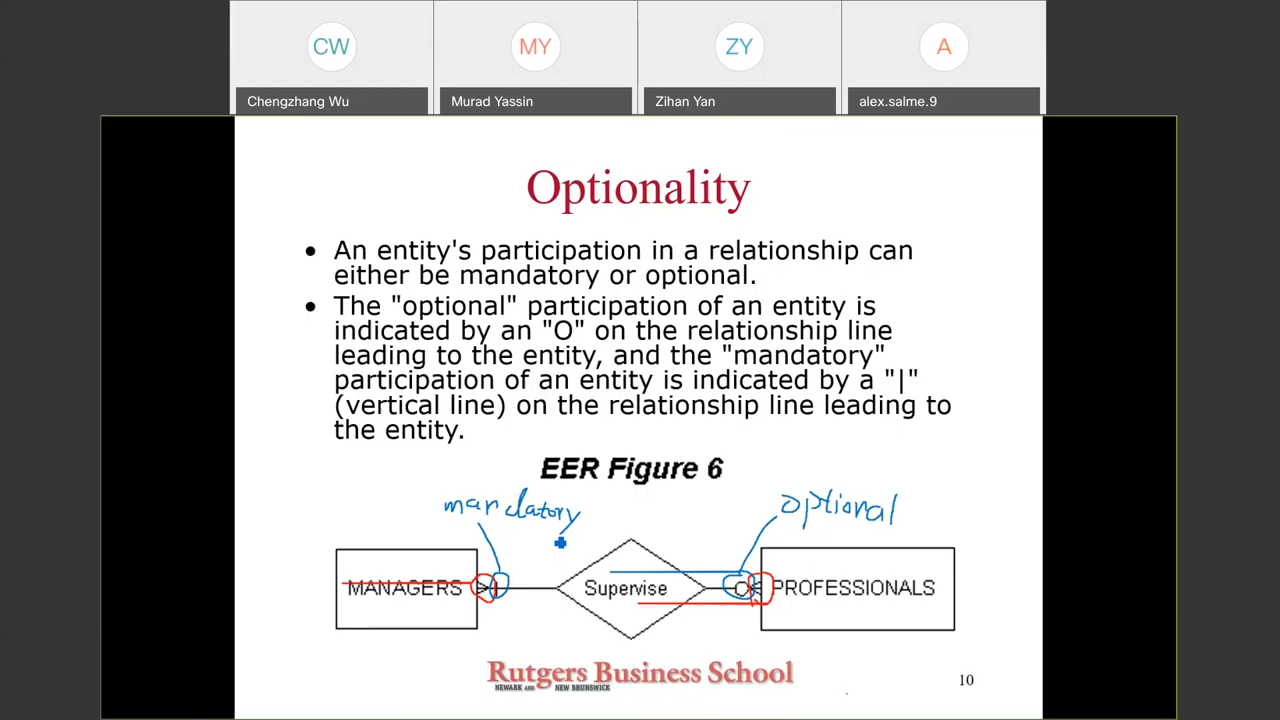 CW
MY
ZY
A
Chengzhang Wu
Murad Yassin
Zihan Yan
alex.salme.9
Optionality
• An entity's participation in a relationship can
either be mandatory or optional.
• The "optional" participation of an entity is
indicated by an "O" on the relationship line
leading to the entity, and the "mandatory"
participation of an entity is indicated by a "|"
(vertical line) on the relationship line leading to
the entity.
EER Figure 6
mandatory
optional
MANAGERS
Supervise
PROFESSIONALS
Rutgers Business School
NEWARK AND NEW BRUNSWICK
10